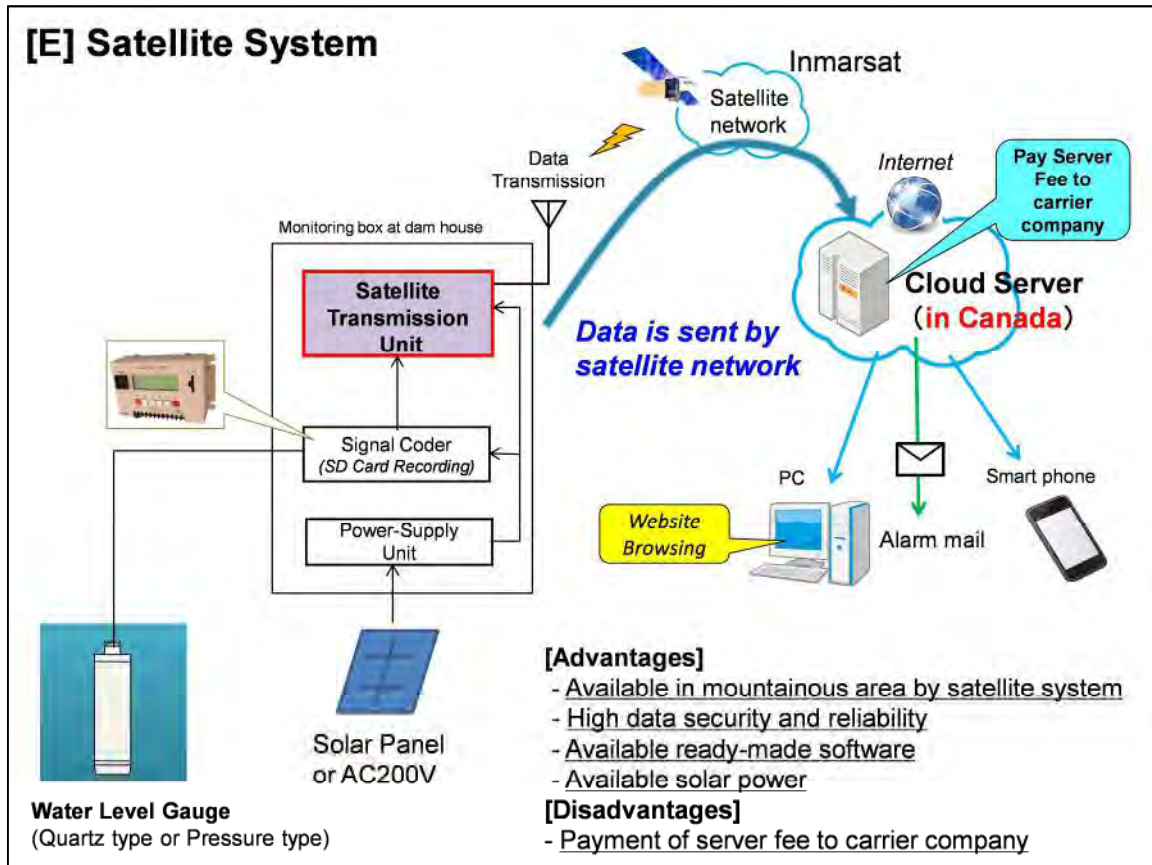 [E] Satellite System
Inmarsat
Satellite
network
Data
Transmission
Internet
Pay Server
Fee to
carrier
company
Monitoring box at dam house
Satellite
Transmission
Unit
Cloud Server
（in Canada）
Data is sent by
satellite network
Signal Coder
(SD Card Recording)
PC
Smart phone
Website
Browsing
Alarm mail
Power-Supply
Unit
Solar Panel
or AC200V
Water Level Gauge
(Quartz type or Pressure type)
[Advantages]
- Available in mountainous area by satellite system
- High data security and reliability
- Available ready-made software
- Available solar power
[Disadvantages]
- Payment of server fee to carrier company